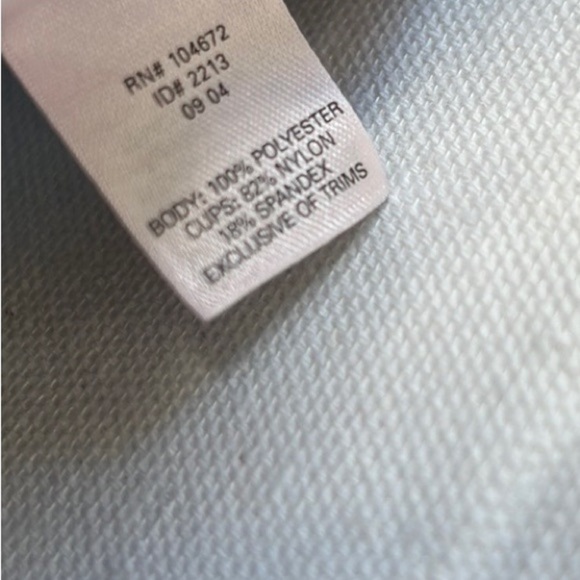 RN# 104672
ID# 2213
09 04
BODY: 100% POLYESTER
CUPS: 82% NYLON
18% SPANDEX
EXCLUSIVE OF TRIMS